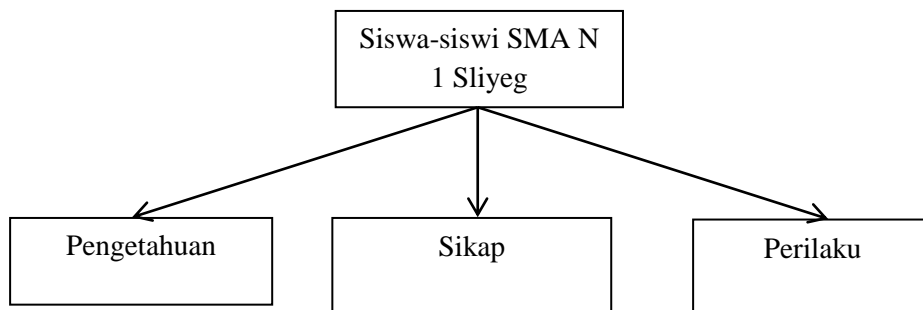 Siswa-siswi SMA N
1 Sliyeg
Pengetahuan
Sikap
Perilaku